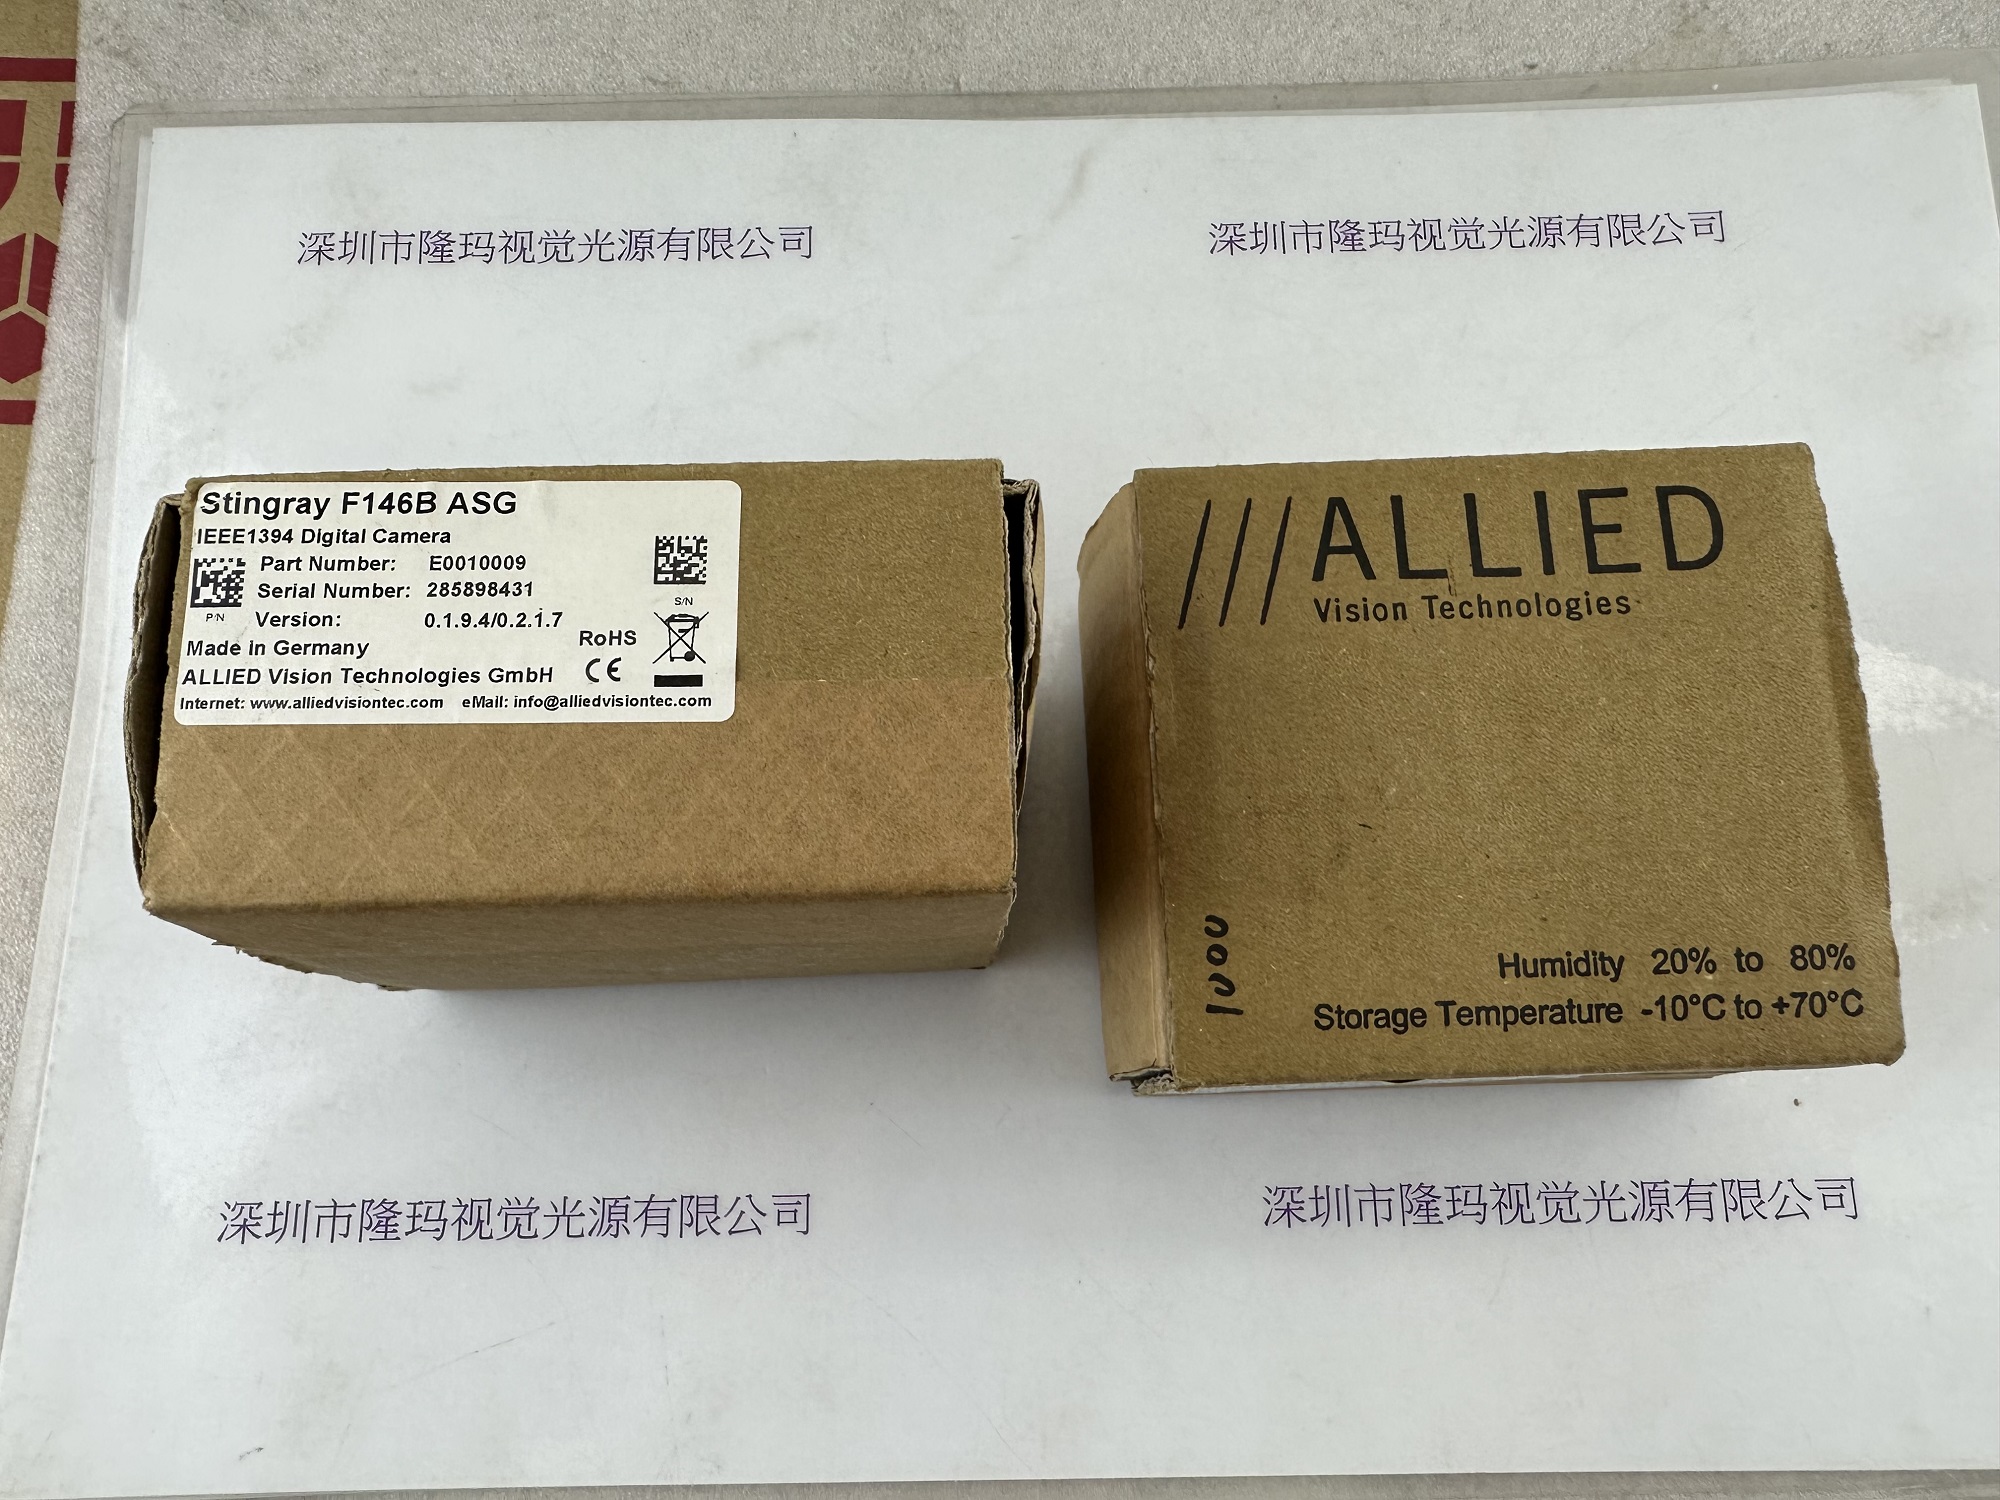 深圳市隆玛视觉光源有限公司
深圳市隆玛视觉光源有限公司
Stingray F146B ASG
IEEE1394 Digital Camera
Part Number: E0010009
Serial Number: 285898431
P/N
S/N
Version: 0.1.9.4/0.2.1.7
Made in Germany
RoHS
CE
ALLIED Vision Technologies GmbH
Internet: www.alliedvisiontec.com eMail: info@alliedvisiontec.com
///ALLIED
Vision Technologies
1000
Humidity 20% to 80%
Storage Temperature -10°C to +70°C
深圳市隆玛视觉光源有限公司
深圳市隆玛视觉光源有限公司